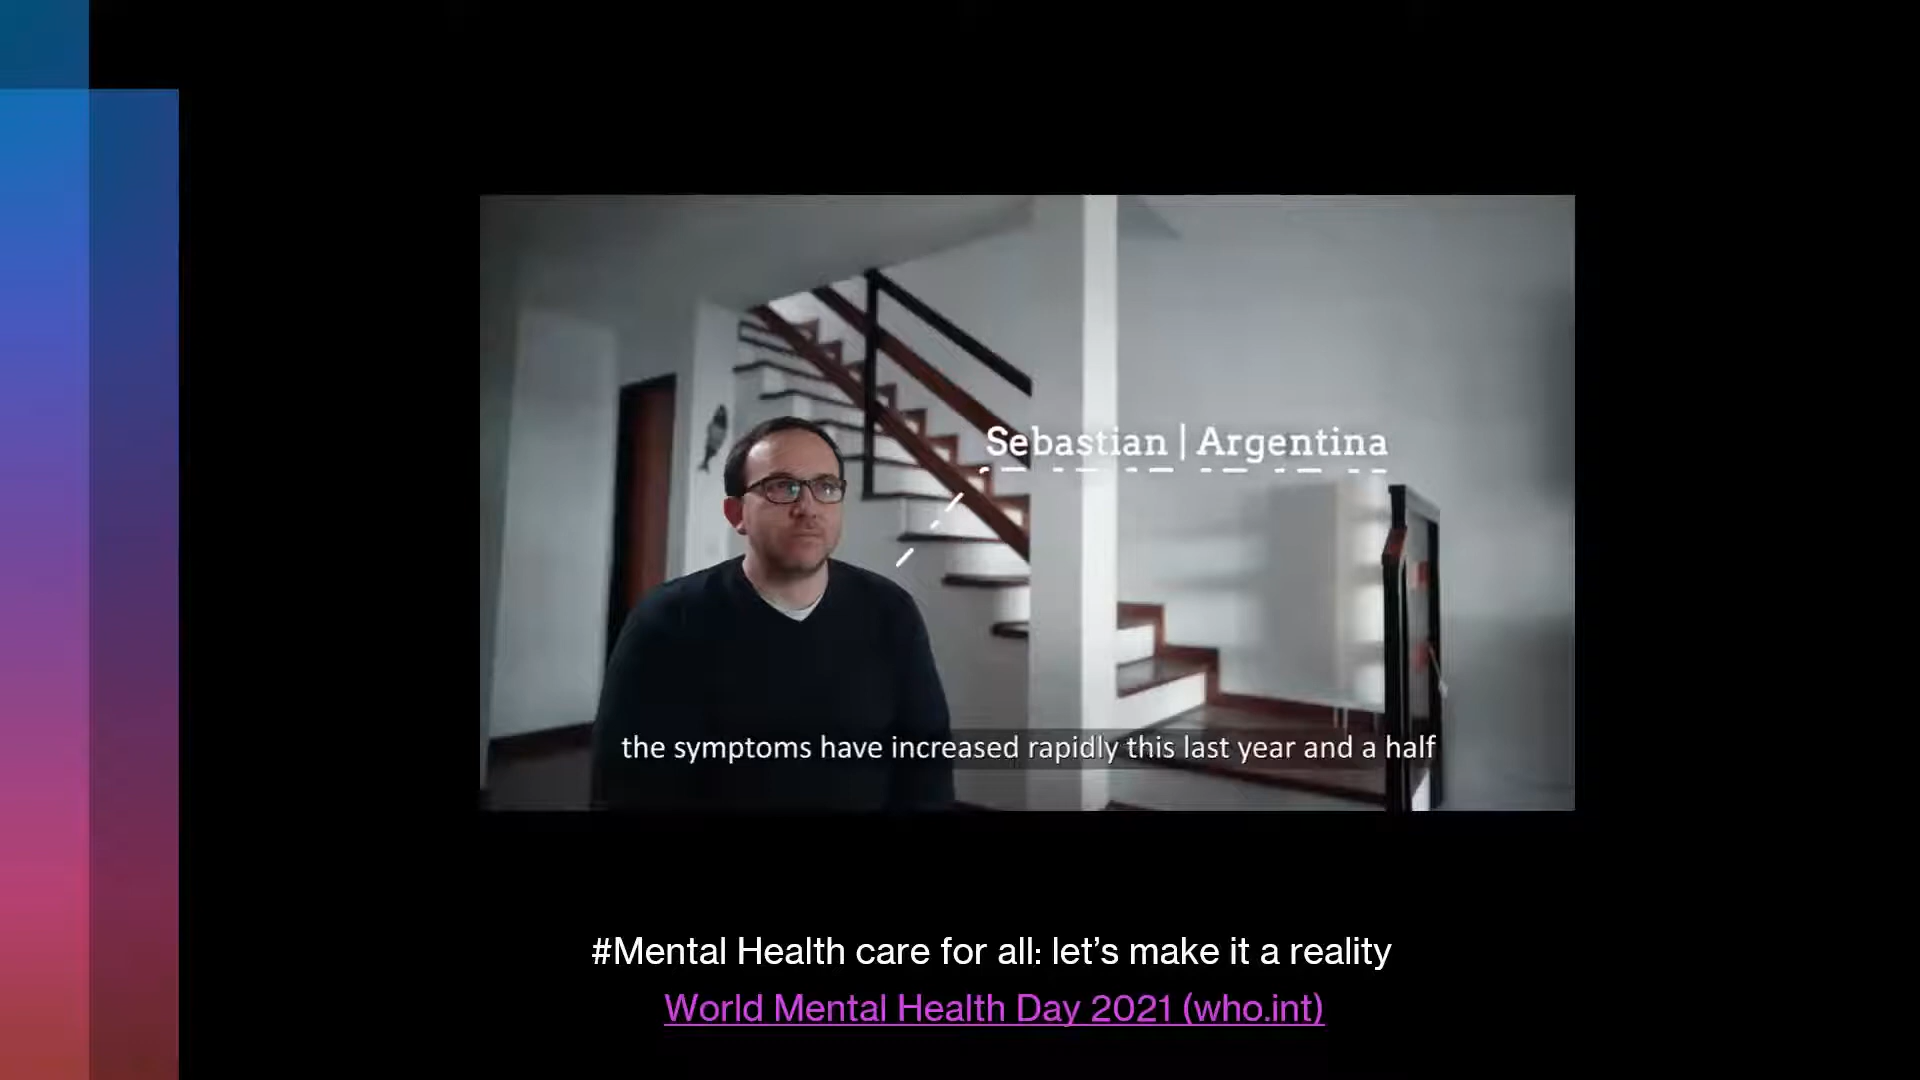 Sebastian | Argentina
the symptoms have increased rapidly this last year and a half
#Mental Health care for all: let’s make it a reality
World Mental Health Day 2021 (who.int)